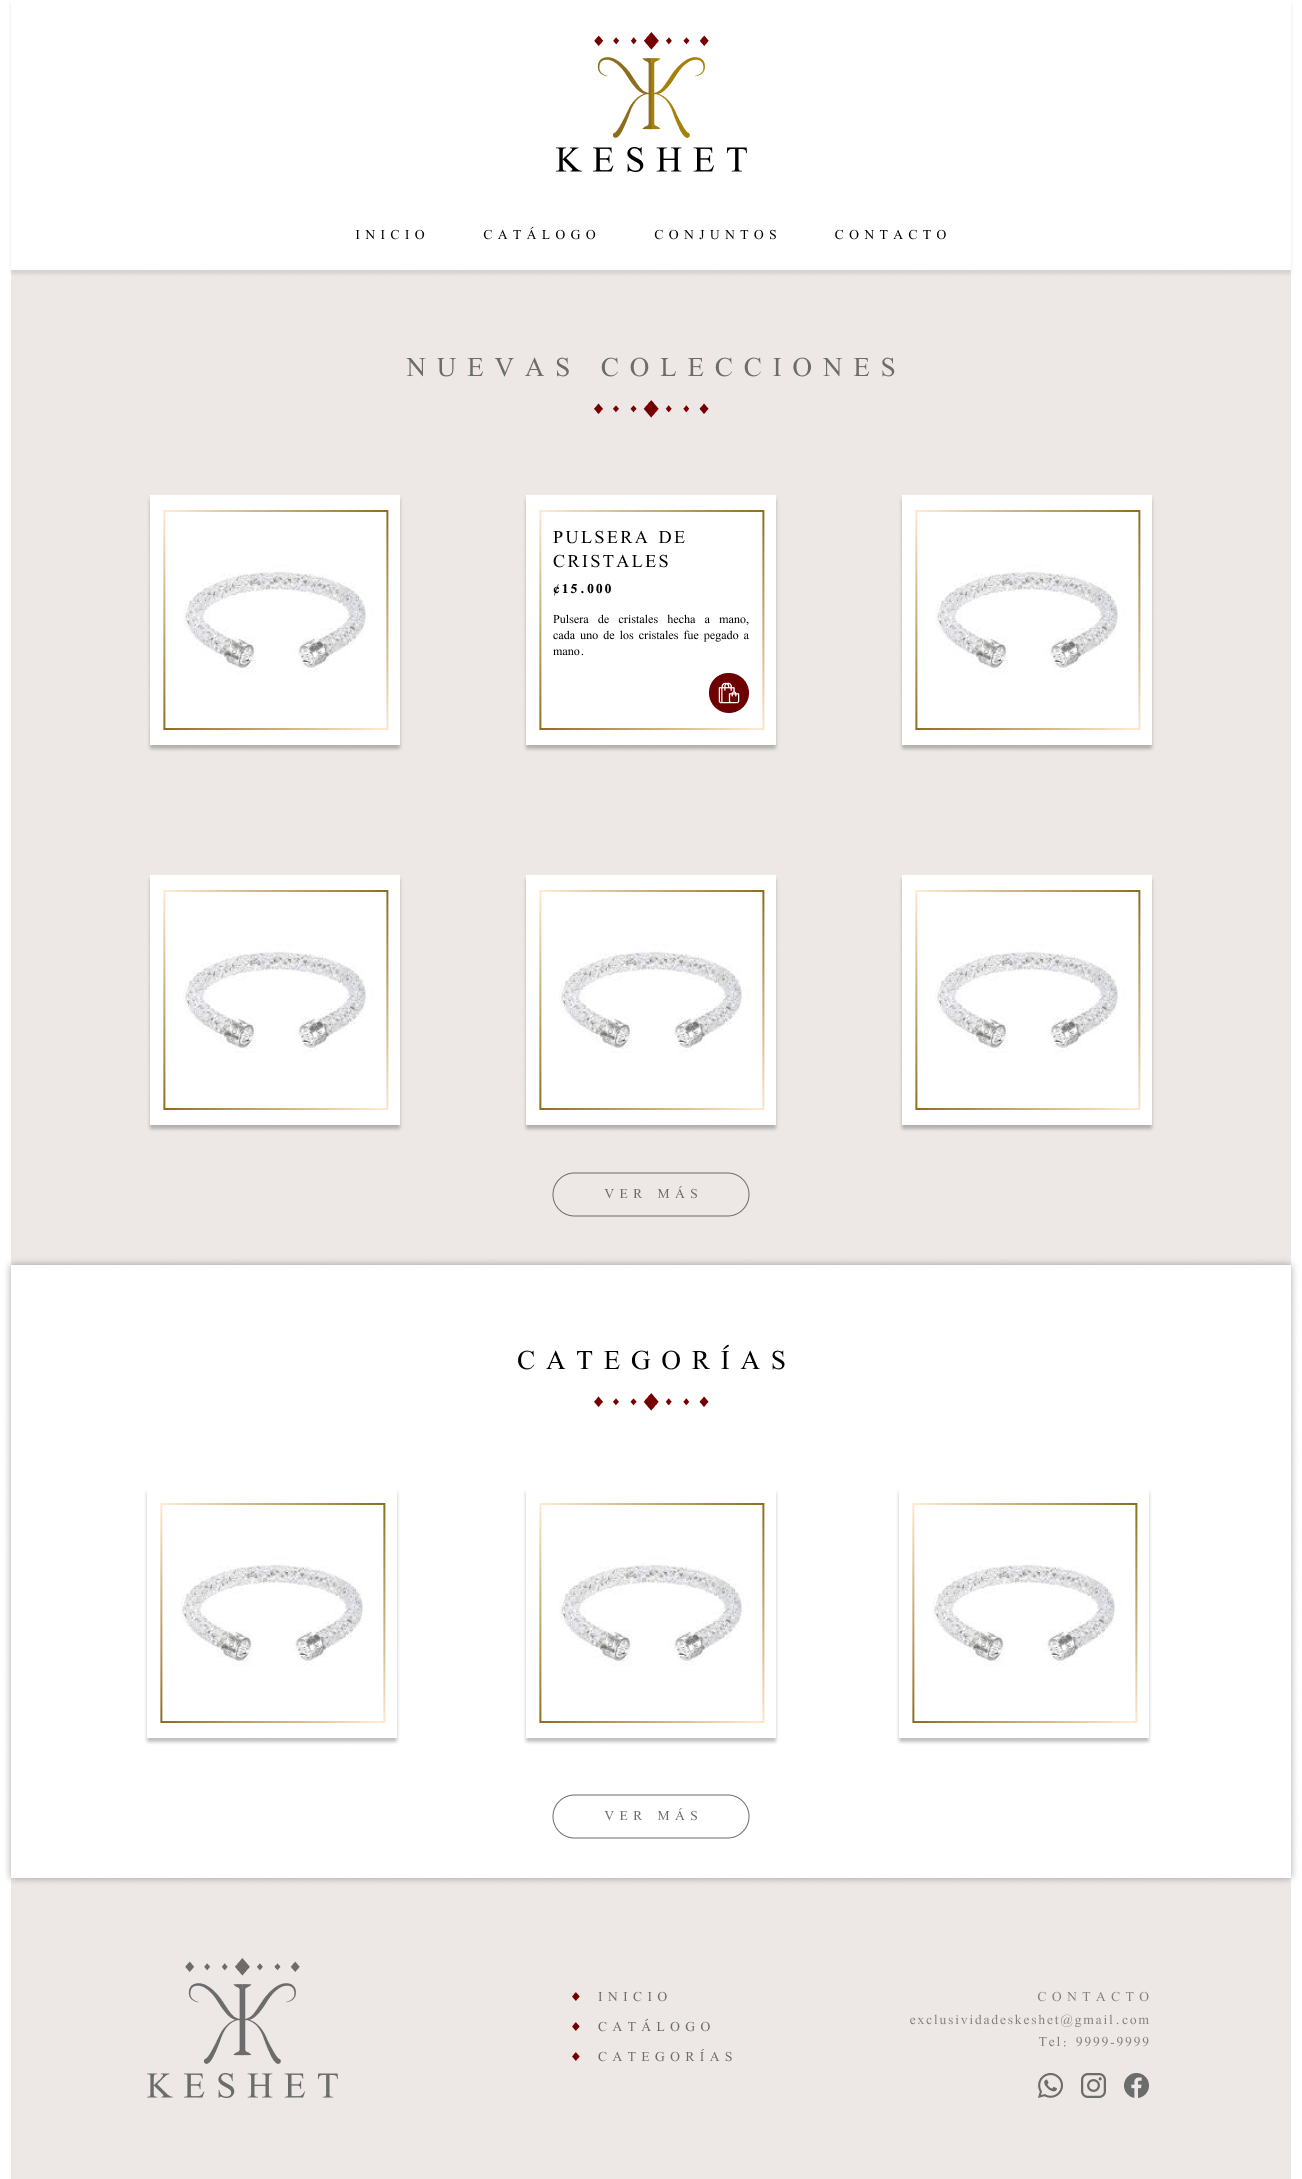 KESHET
INICIO CATÁLOGO CONJUNTOS CONTACTO
NUEVAS COLECCIONES
PULSERA DE
CRISTALES
¢15.000
Pulsera de cristales hecha a mano,
cada uno de los cristales fue pegado a
mano.
VER MÁS
CATEGORÍAS
VER MÁS
KESHET
INICIO
CATÁLOGO
CATEGORÍAS
CONTACTO
exclusividadeskeshet@gmail.com
Tel: 9999-9999